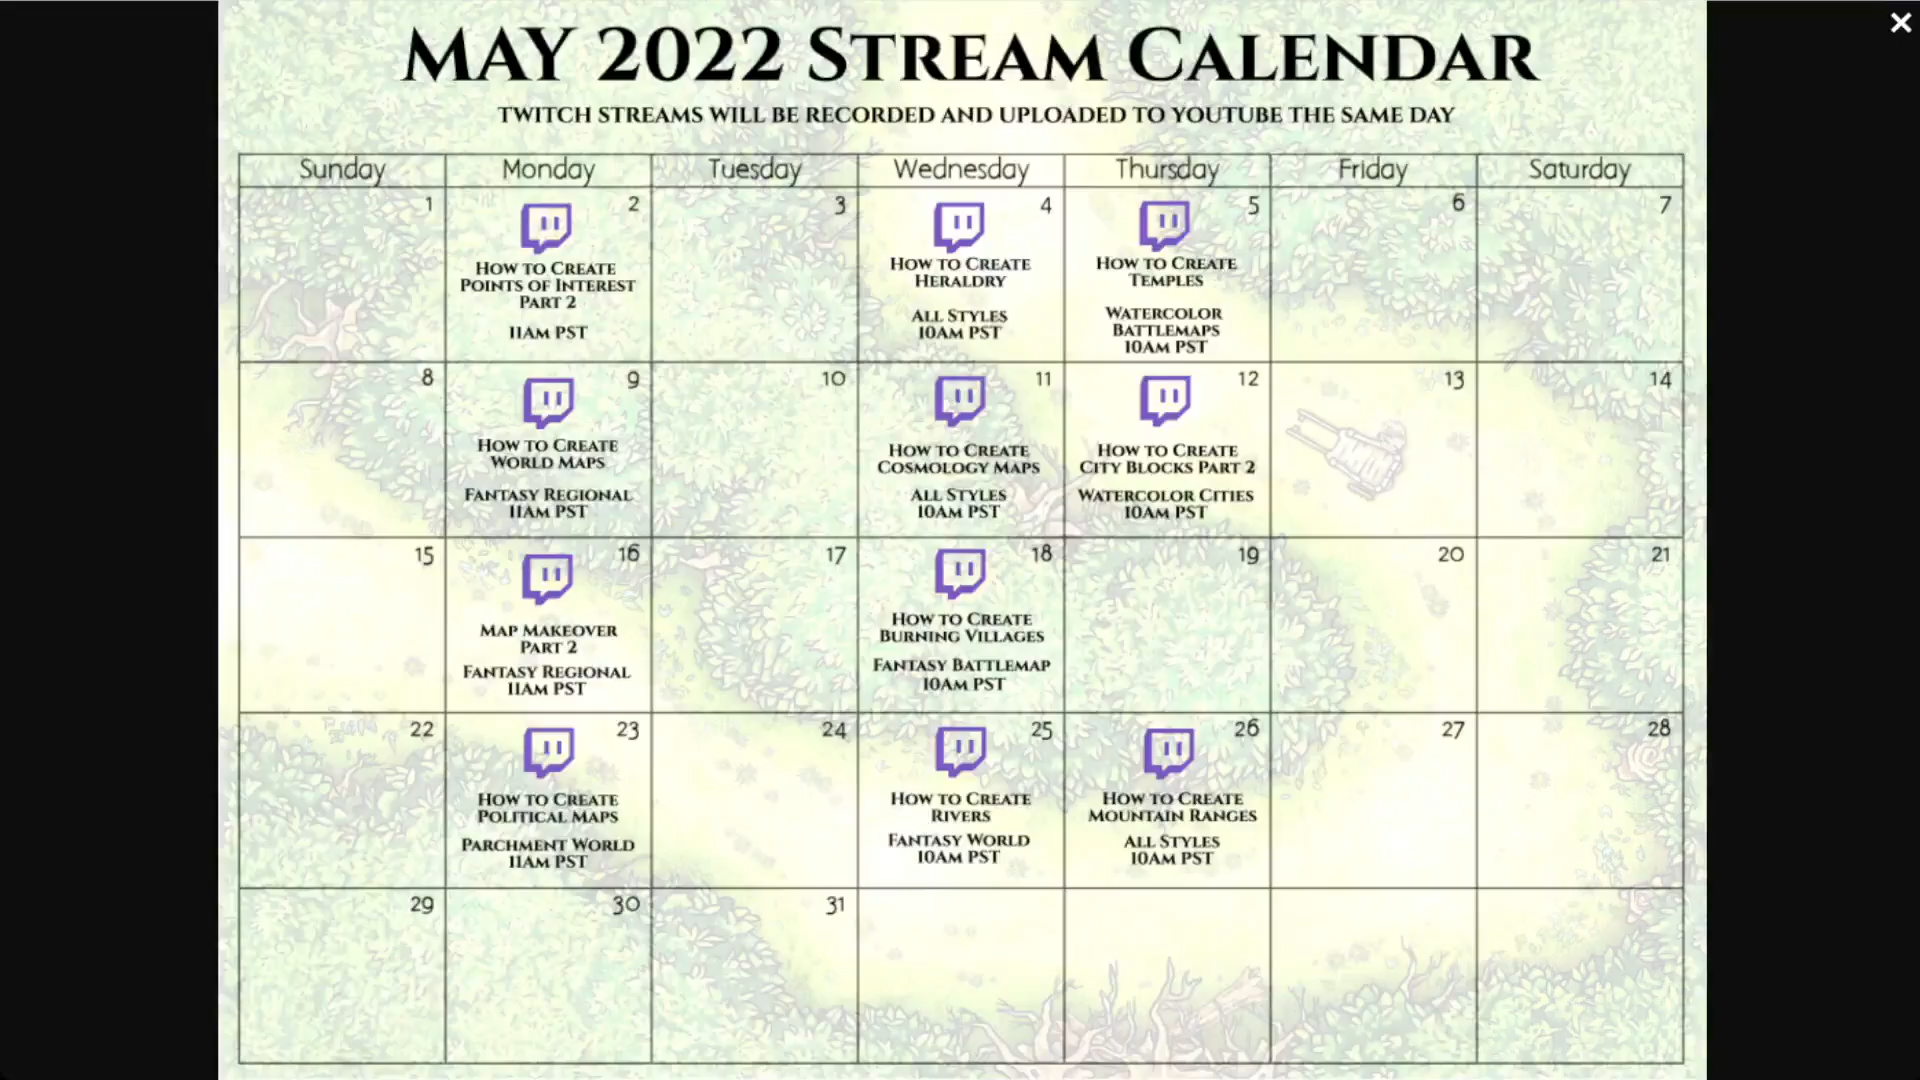 MAY 2022 STREAM CALENDAR
TWITCH STREAMS WILL BE RECORDED AND UPLOADED TO YOUTUBE THE SAME DAY
Sunday Monday Tuesday Wednesday Thursday Friday Saturday
1
2
HOW TO CREATE
POINTS OF INTEREST
PART 2
11AM PST
3
4
HOW TO CREATE
HERALDRY
ALL STYLES
10AM PST
5
HOW TO CREATE
TEMPLES
WATERCOLOR
BATTLEMAPS
10AM PST
6
7
8
9
HOW TO CREATE
WORLD MAPS
FANTASY REGIONAL
11AM PST
10
11
HOW TO CREATE
COSMOLOGY MAPS
ALL STYLES
10AM PST
12
HOW TO CREATE
CITY BLOCKS PART 2
WATERCOLOR CITIES
10AM PST
13
14
15
16
MAP MAKEOVER
PART 2
FANTASY REGIONAL
11AM PST
17
18
HOW TO CREATE
BURNING VILLAGES
FANTASY BATTLEMAP
10AM PST
19
20
21
22
23
HOW TO CREATE
POLITICAL MAPS
PARCHMENT WORLD
11AM PST
24
25
HOW TO CREATE
RIVERS
FANTASY WORLD
10AM PST
26
HOW TO CREATE
MOUNTAIN RANGES
ALL STYLES
10AM PST
27
28
29
30
31